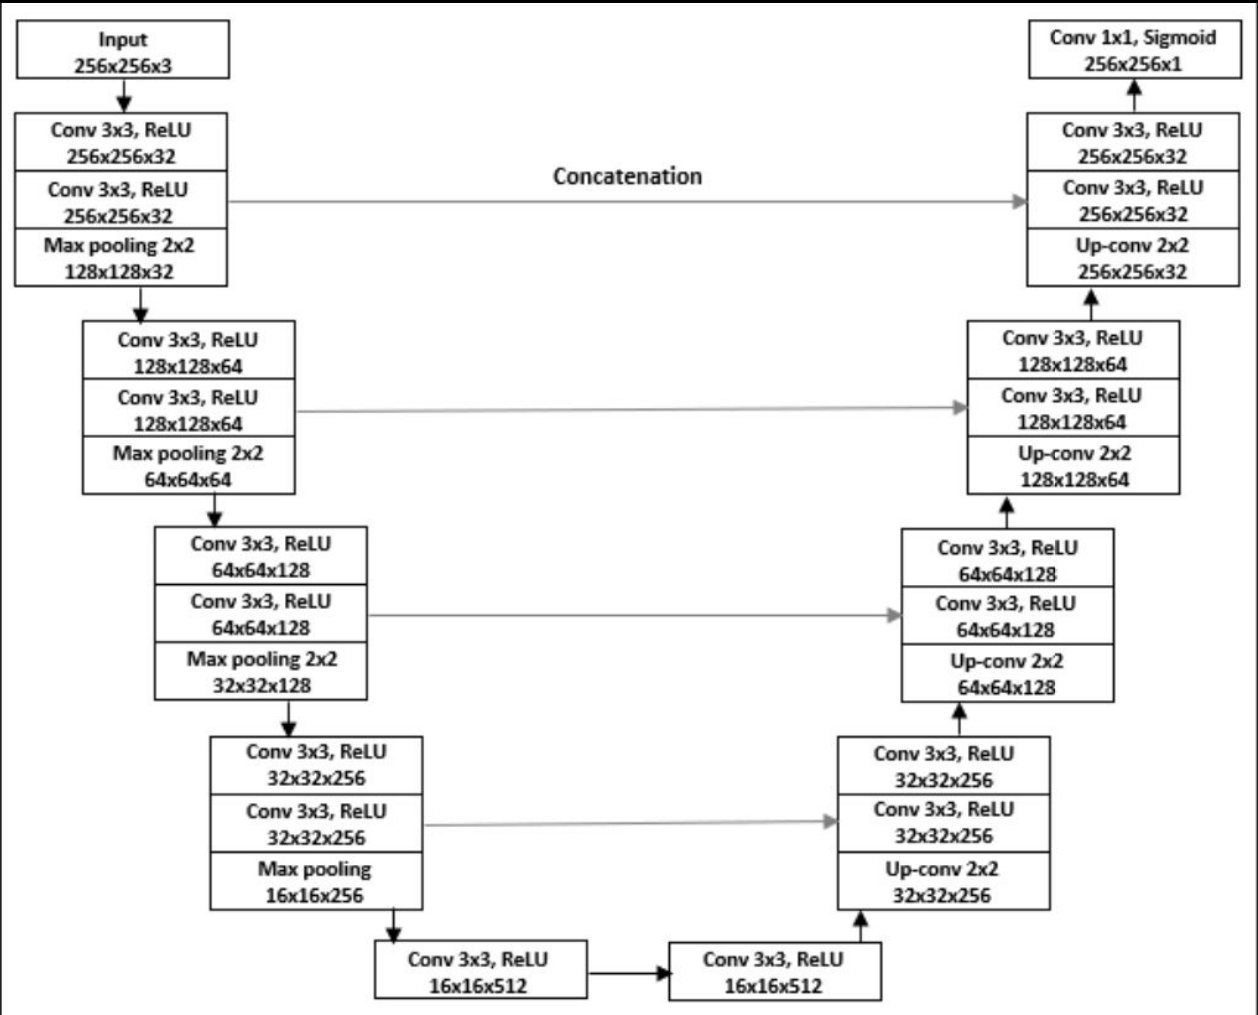 Input
256x256x3
Conv 3x3, ReLU
256x256x32
Conv 3x3, ReLU
256x256x32
Max pooling 2x2
128x128x32
Conv 3x3, ReLU
128x128x64
Conv 3x3, ReLU
128x128x64
Max pooling 2x2
64x64x64
Conv 3x3, ReLU
64x64x128
Conv 3x3, ReLU
64x64x128
Max pooling 2x2
32x32x128
Conv 3x3, ReLU
32x32x256
Conv 3x3, ReLU
32x32x256
Max pooling
16x16x256
Conv 3x3, ReLU
16x16x512
Conv 3x3, ReLU
16x16x512
Concatenation
Conv 1x1, Sigmoid
256x256x1
Conv 3x3, ReLU
256x256x32
Conv 3x3, ReLU
256x256x32
Up-conv 2x2
256x256x32
Conv 3x3, ReLU
128x128x64
Conv 3x3, ReLU
128x128x64
Up-conv 2x2
128x128x64
Conv 3x3, ReLU
64x64x128
Conv 3x3, ReLU
64x64x128
Up-conv 2x2
64x64x128
Conv 3x3, ReLU
32x32x256
Conv 3x3, ReLU
32x32x256
Up-conv 2x2
32x32x256